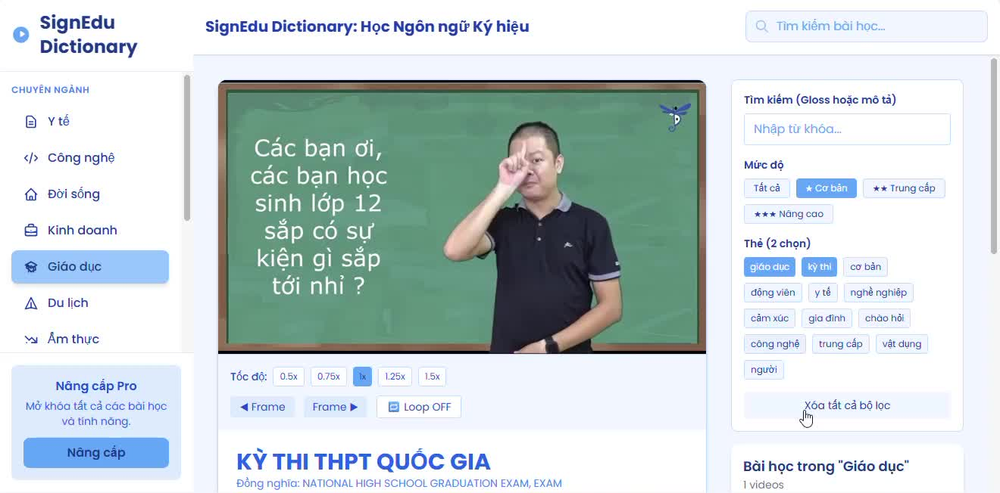 SignEdu
Dictionary
SignEdu Dictionary: Học Ngôn ngữ Ký hiệu
Tìm kiếm bài học...
CHUYÊN NGÀNH
Y tế
Công nghệ
Đời sống
Kinh doanh
Giáo dục
Du lịch
Ẩm thực
Nâng cấp Pro
Mở khóa tất cả các bài học
và tính năng.
Nâng cấp
Các bạn ơi,
các bạn học
sinh lớp 12
sắp có sự
kiện gì sắp
tới nhỉ ?
Tốc độ: 0.5x 0.75x 1x 1.25x 1.5x
◀ Frame Frame ▶ 🔁 Loop OFF
KỲ THI THPT QUỐC GIA
Đồng nghĩa: NATIONAL HIGH SCHOOL GRADUATION EXAM, EXAM
Tìm kiếm (Gloss hoặc mô tả)
Nhập từ khóa...
Mức độ
Tất cả ★ Cơ bản ★★ Trung cấp
★★★ Nâng cao
Thẻ (2 chọn)
giáo dục kỳ thi cơ bản
động viên y tế nghề nghiệp
cảm xúc gia đình chào hỏi
công nghệ trung cấp vật dụng
người
Xóa tất cả bộ lọc
Bài học trong "Giáo dục"
1 videos